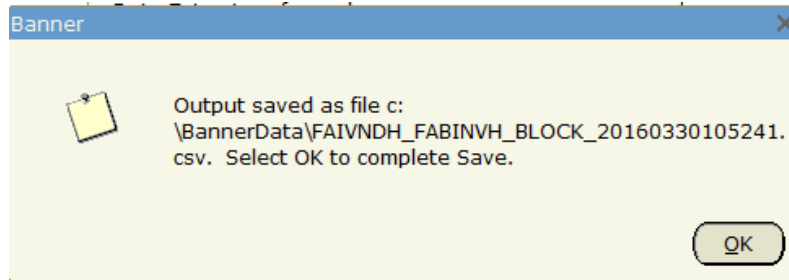 Banner
Output saved as file c:
\BannerData\FAIVNDH_FABINVH_BLOCK_20160330105241.
csv. Select OK to complete Save.
OK